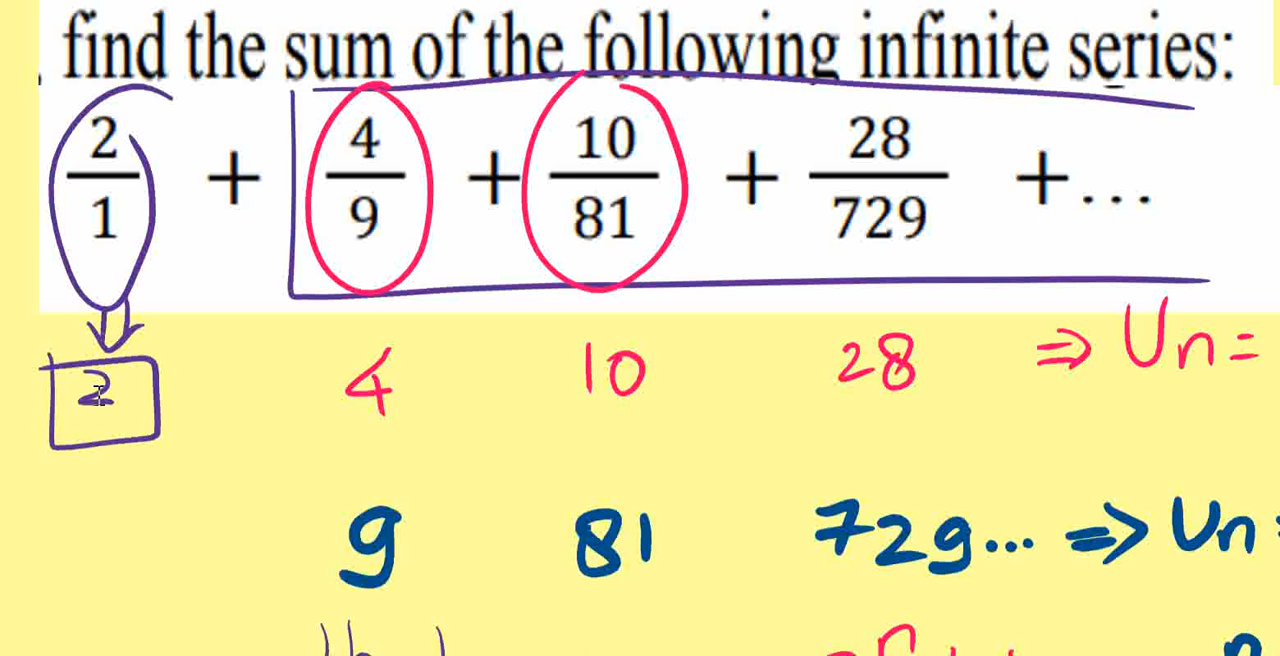 . find the sum of the following infinite series:
2/1 + 4/9 + 10/81 + 28/729 +...
2 4 10 28 ⇒ Un=
9 81 729... ⇒ Un=